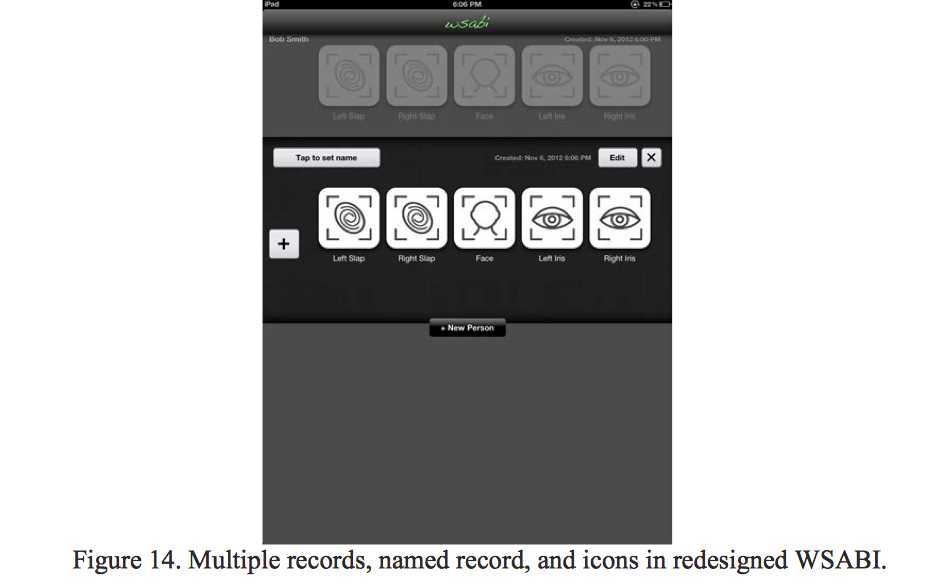 iPad 6:06 PM 22%
wsabi
Bob Smith Created: Nov 6, 2012 6:00 PM
Left Slap Right Slap Face Left Iris Right Iris
Tap to set name Created: Nov 6, 2012 6:06 PM Edit X
+
Left Slap Right Slap Face Left Iris Right Iris
+ New Person
Figure 14. Multiple records, named record, and icons in redesigned WSABI.